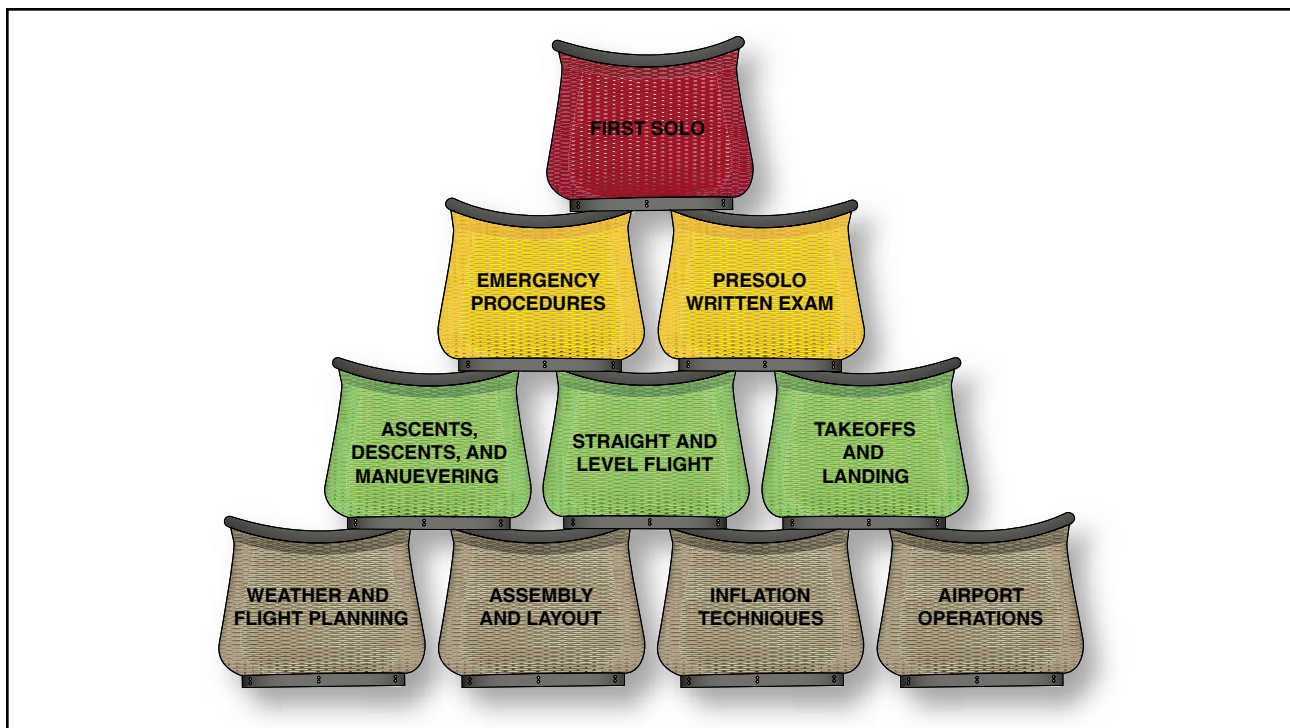 FIRST SOLO
EMERGENCY
PROCEDURES
PRESOLO
WRITTEN EXAM
ASCENTS,
DESCENTS, AND
MANUEVERING
STRAIGHT AND
LEVEL FLIGHT
TAKEOFFS
AND
LANDING
WEATHER AND
FLIGHT PLANNING
ASSEMBLY
AND LAYOUT
INFLATION
TECHNIQUES
AIRPORT
OPERATIONS